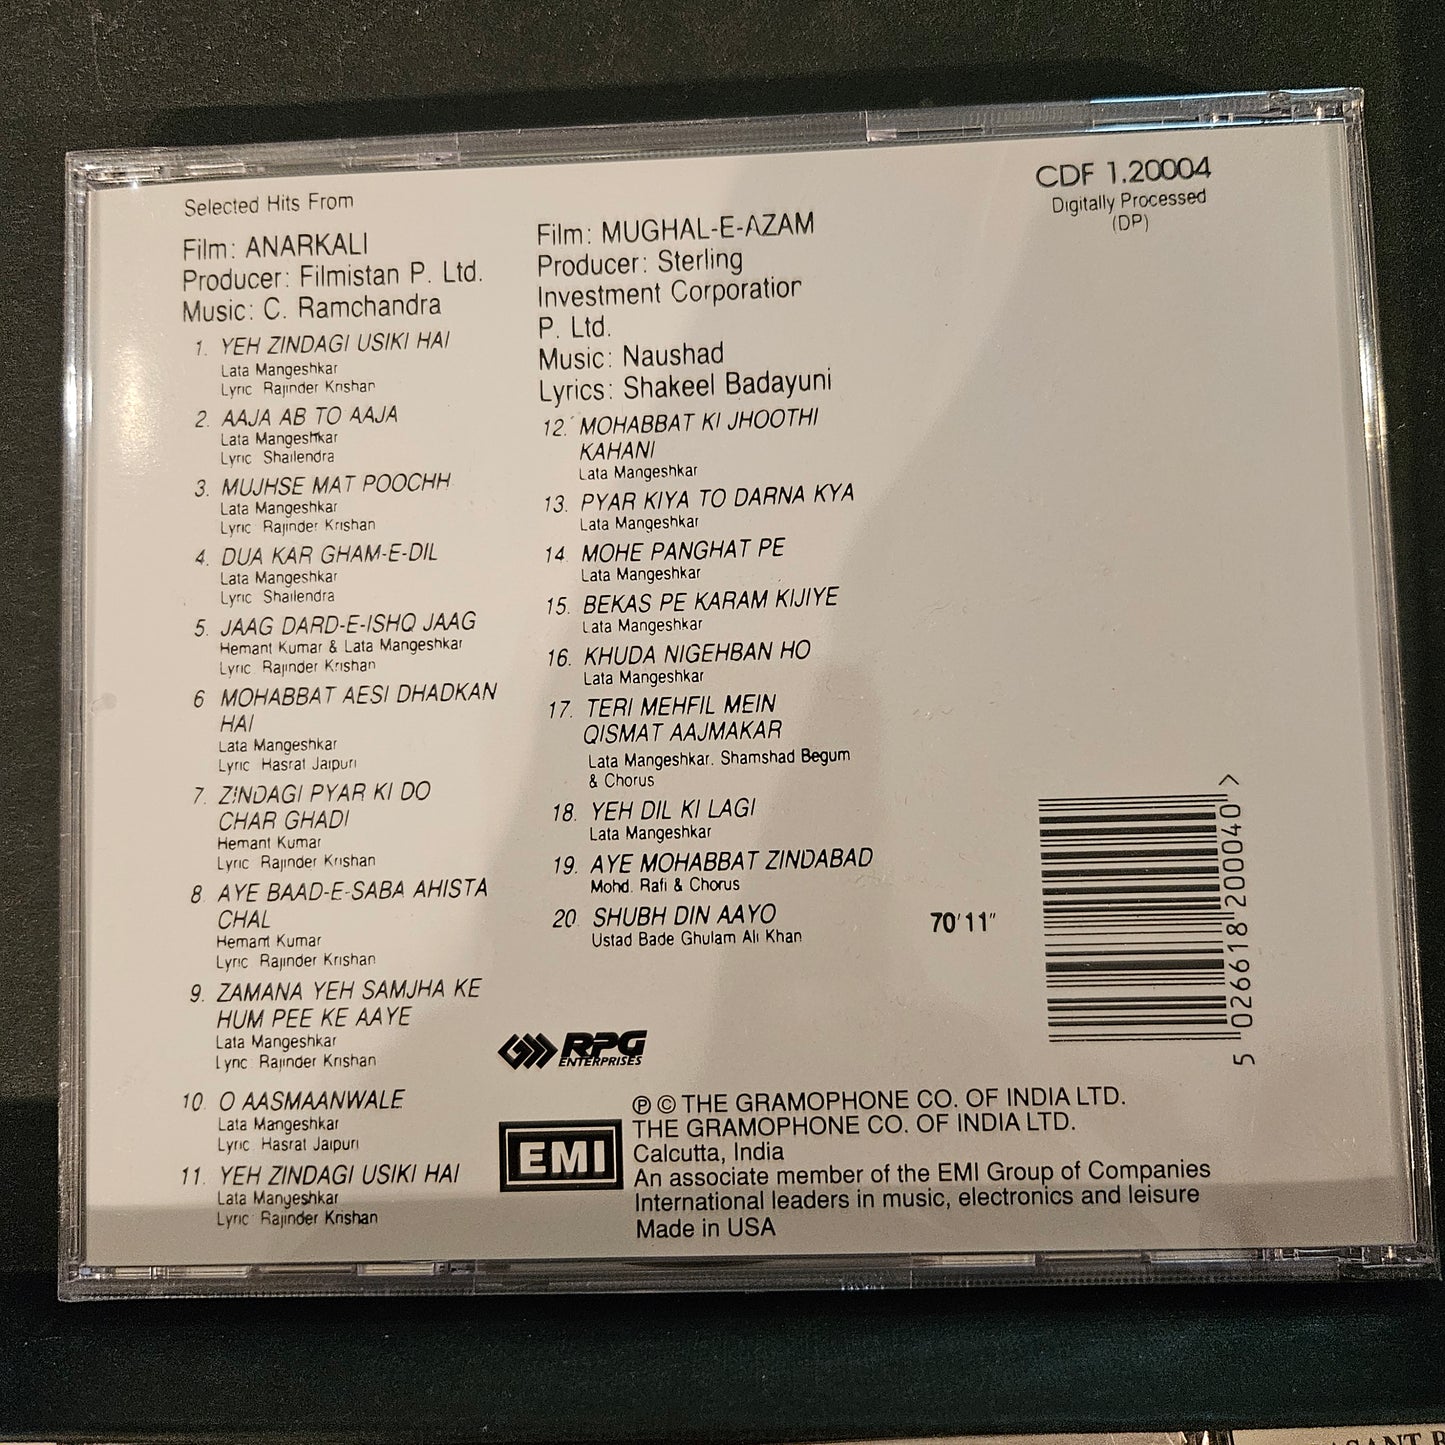 Selected Hits From
Film: ANARKALI
Producer: Filmistan P. Ltd.
Music: C. Ramchandra
1. YEH ZINDAGI USIKI HAI
Lata Mangeshkar
Lyric Rajinder Krishan
2. AAJA AB TO AAJA
Lata Mangeshkar
Lyric Shailendra
3. MUJHSE MAT POOCHH
Lata Mangeshkar
Lyric Rajinder Krishan
4. DUA KAR GHAM-E-DIL
Lata Mangeshkar
Lyric Shailendra
5. JAAG DARD-E-ISHQ JAAG
Hemant Kumar & Lata Mangeshkar
Lyric Rajinder Krishan
6 MOHABBAT AESI DHADKAN
HAI
Lata Mangeshkar
Lyric Hasrat Jaipuri
7. ZINDAGI PYAR KI DO
CHAR GHADI
Hemant Kumar
Lyric Rajinder Krishan
8 AYE BAAD-E-SABA AHISTA
CHAL
Hemant Kumar
Lyric Rajinder Krishan
9. ZAMANA YEH SAMJHA KE
HUM PEE KE AAYE
Lata Mangeshkar
Lyric Rajinder Krishan
10 O AASMAANWALE
Lata Mangeshkar
Lyric Hasrat Jaipuri
11. YEH ZINDAGI USIKI HAI
Lata Mangeshkar
Lyric Rajinder Krishan
Film: MUGHAL-E-AZAM
Producer: Sterling
Investment Corporation
P. Ltd.
Music: Naushad
Lyrics: Shakeel Badayuni
12. MOHABBAT KI JHOOTHI
KAHANI
Lata Mangeshkar
13. PYAR KIYA TO DARNA KYA
Lata Mangeshkar
14 MOHE PANGHAT PE
Lata Mangeshkar
15. BEKAS PE KARAM KIJIYE
Lata Mangeshkar
16. KHUDA NIGEHBAN HO
Lata Mangeshkar
17. TERI MEHFIL MEIN
QISMAT AAJMAKAR
Lata Mangeshkar. Shamshad Begum
& Chorus
18. YEH DIL KI LAGI
Lata Mangeshkar
19. AYE MOHABBAT ZINDABAD
Mohd. Rafi & Chorus
20. SHUBH DIN AAYO
Ustad Bade Ghulam Ali Khan
CDF 1.20004
Digitally Processed
(DP)
70'11"
5 026618 200040 >
RPG
ENTERPRISES
EMI
℗ © THE GRAMOPHONE CO. OF INDIA LTD.
THE GRAMOPHONE CO. OF INDIA LTD.
Calcutta, India
An associate member of the EMI Group of Companies
International leaders in music, electronics and leisure
Made in USA